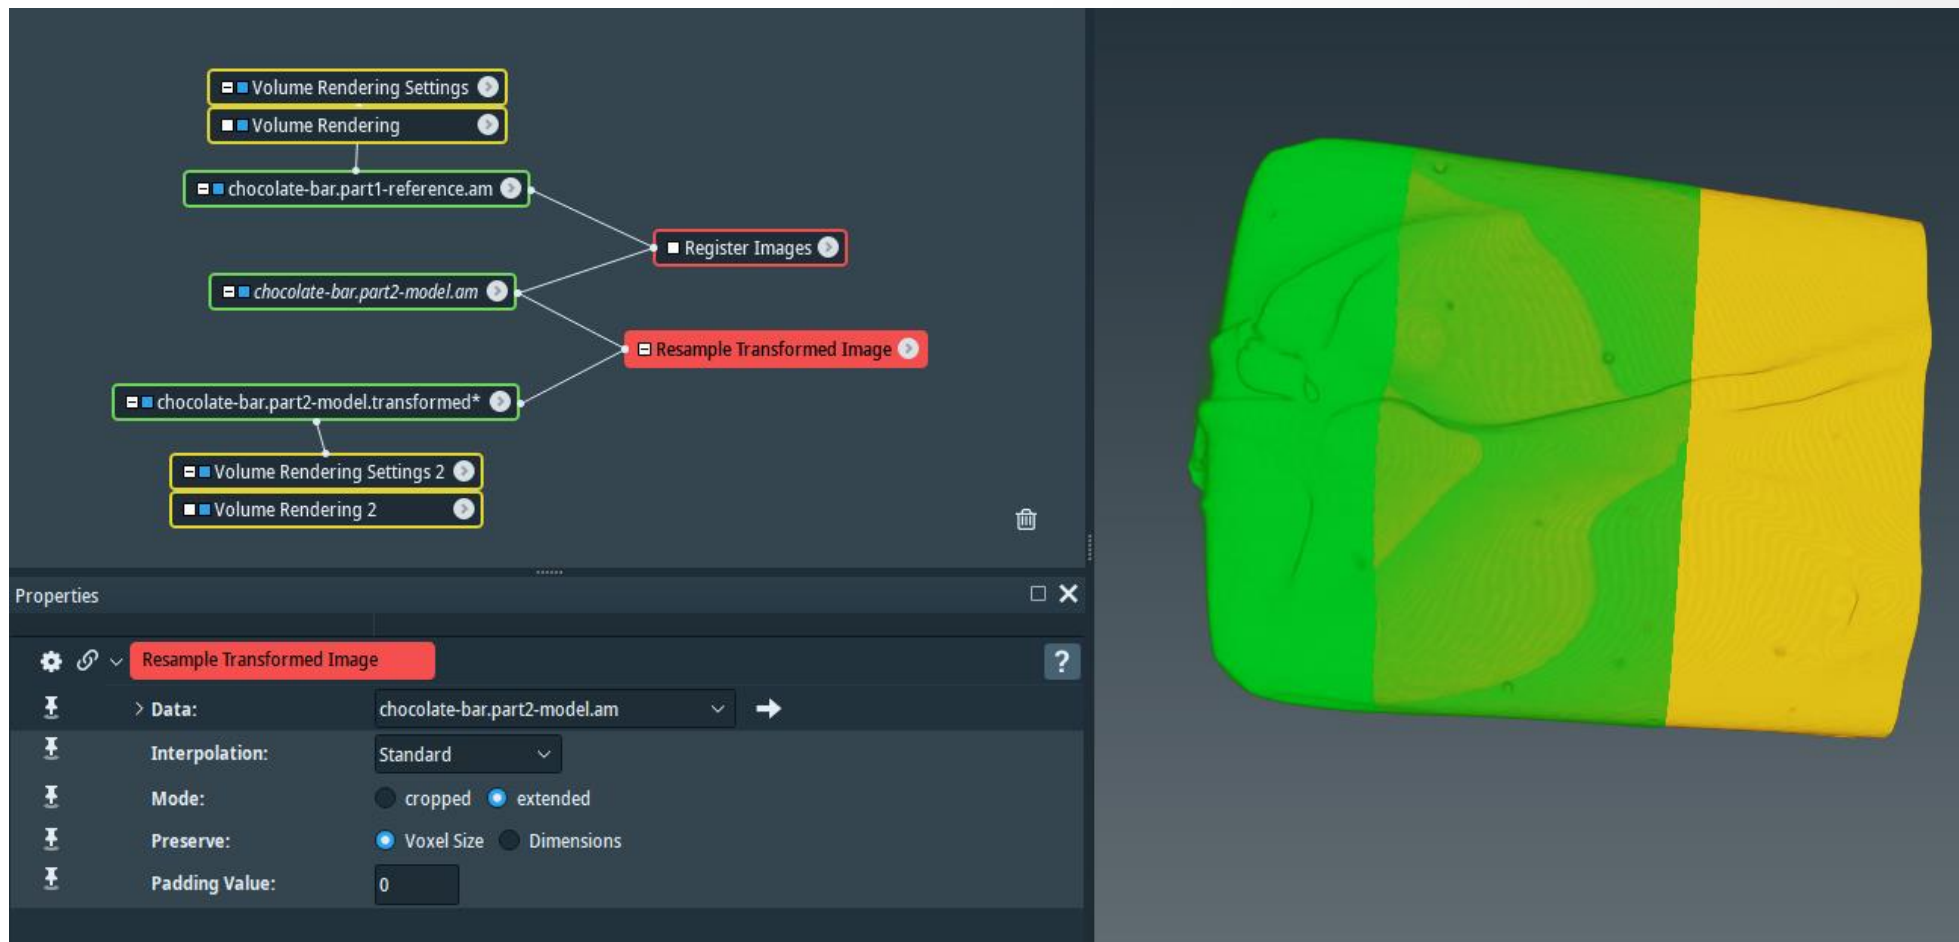 Volume Rendering Settings
Volume Rendering
chocolate-bar.part1-reference.am
Register Images
chocolate-bar.part2-model.am
Resample Transformed Image
chocolate-bar.part2-model.transformed*
Volume Rendering Settings 2
Volume Rendering 2
Properties
Resample Transformed Image
?
Data: chocolate-bar.part2-model.am
Interpolation: Standard
Mode: cropped extended
Preserve: Voxel Size Dimensions
Padding Value: 0